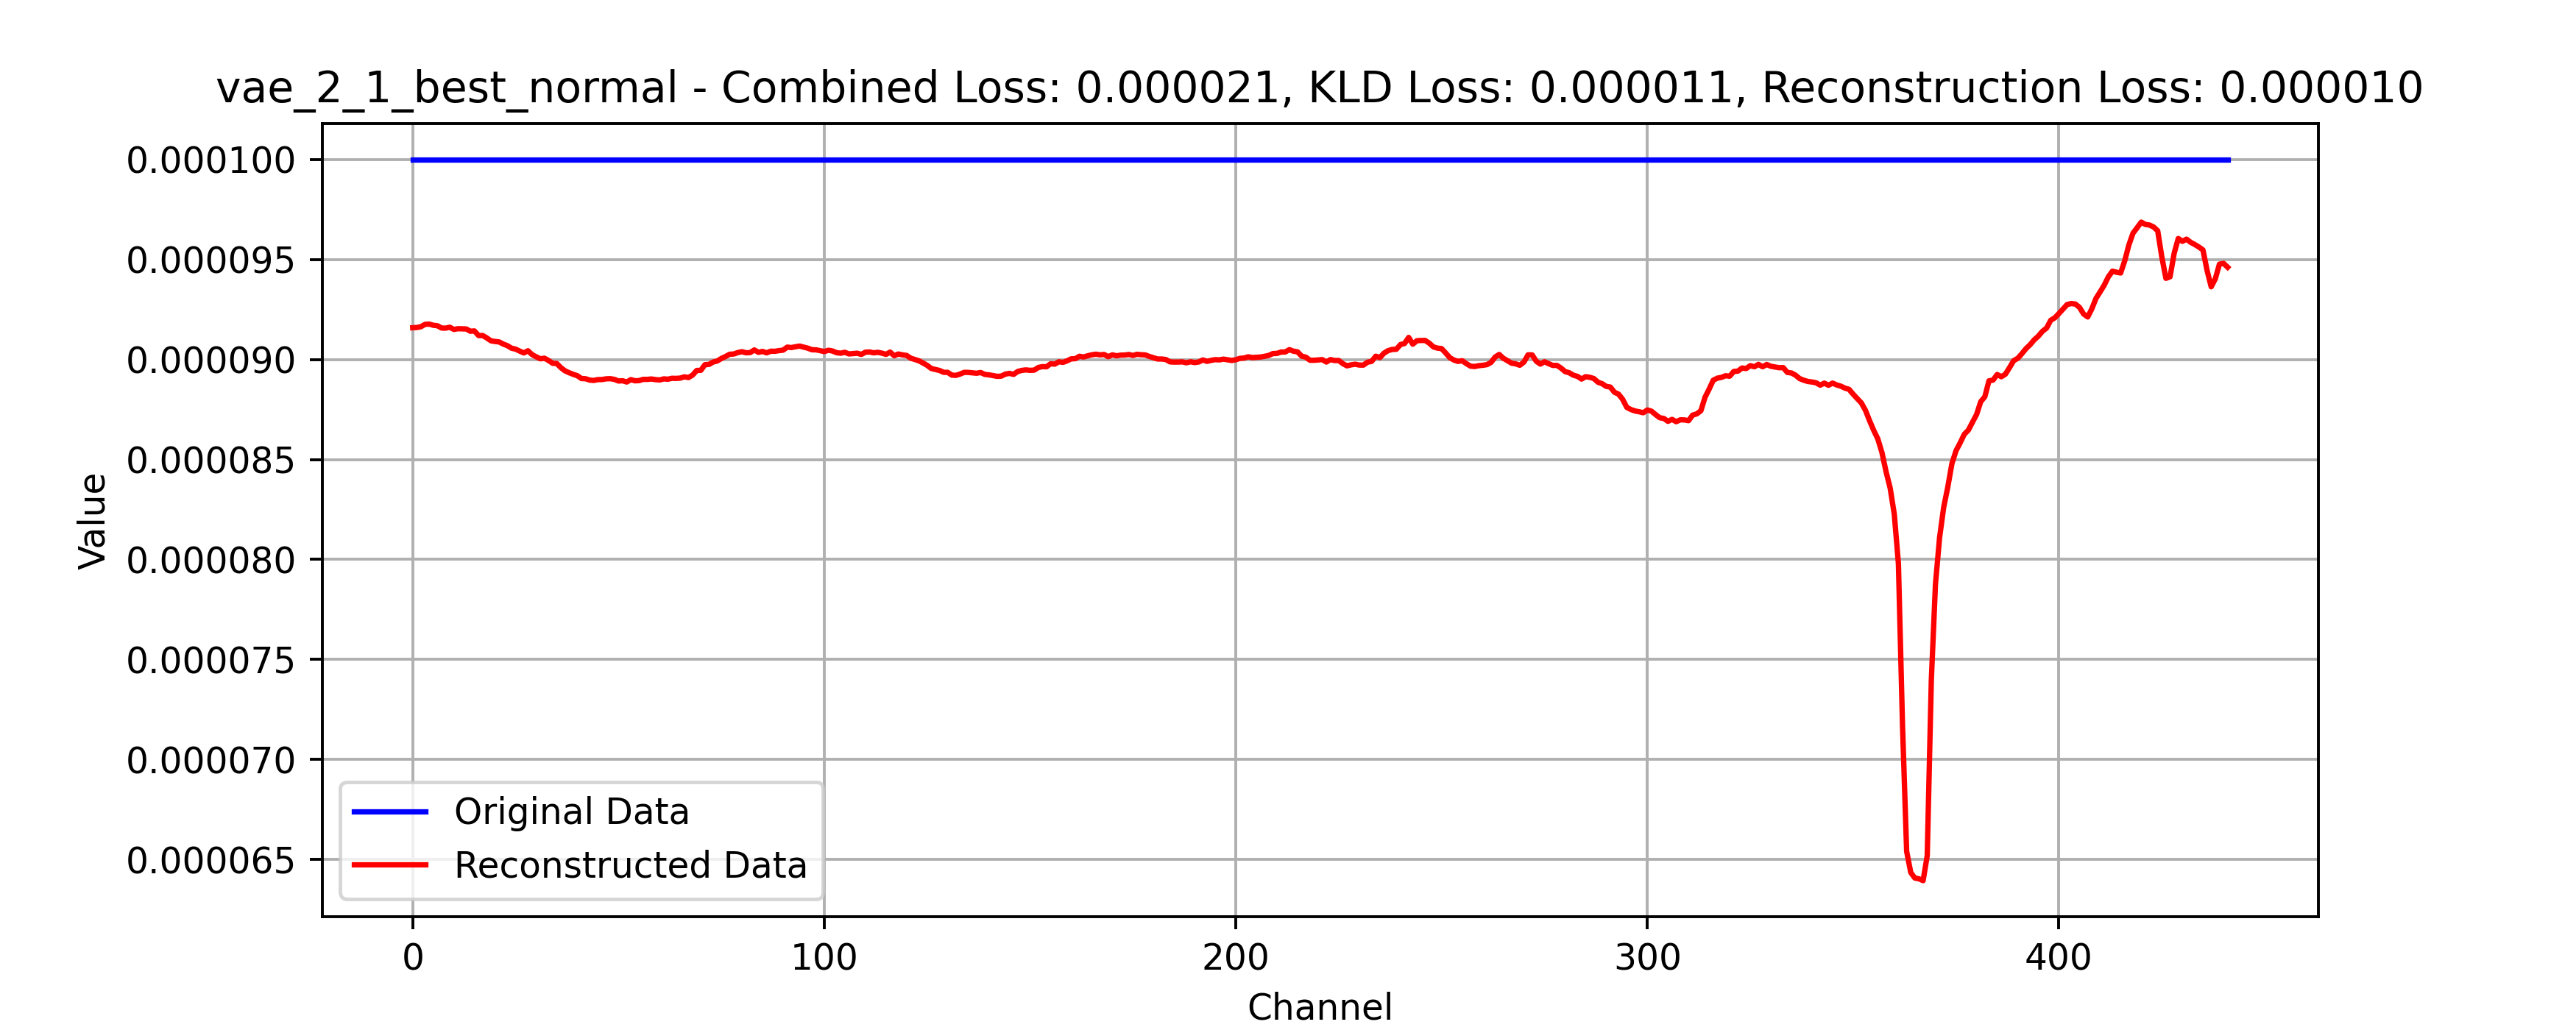 vae_2_1_best_normal - Combined Loss: 0.000021, KLD Loss: 0.000011, Reconstruction Loss: 0.000010
0.000100
0.000095
0.000090
0.000085
0.000080
0.000075
0.000070
0.000065
Value
Original Data
Reconstructed Data
0 100 200 300 400
Channel